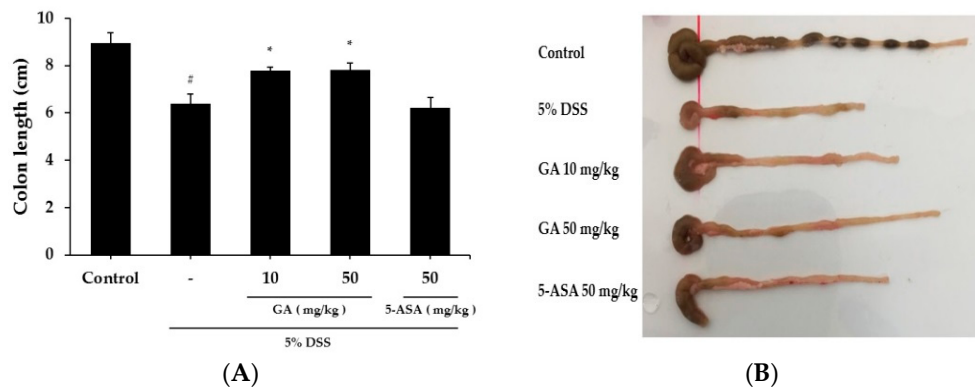 10
8
6
4
2
0
Colon length (cm)
#
*
*
Control
-
10
50
50
GA ( mg/kg)
5-ASA ( mg/kg)
5% DSS
(A)
Control
5% DSS
GA 10 mg/kg
GA 50 mg/kg
5-ASA 50 mg/kg
(B)